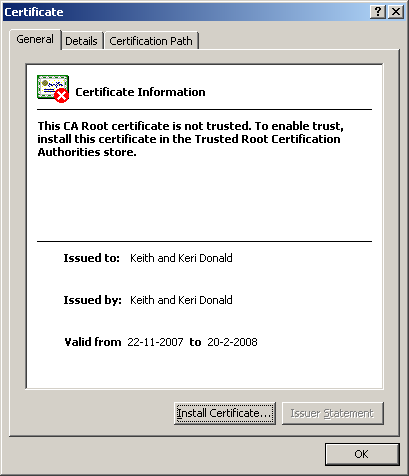 Certificate
General Details Certification Path
Certificate Information
This CA Root certificate is not trusted. To enable trust,
install this certificate in the Trusted Root Certification
Authorities store.
Issued to: Keith and Keri Donald
Issued by: Keith and Keri Donald
Valid from 22-11-2007 to 20-2-2008
Install Certificate... Issuer Statement
OK